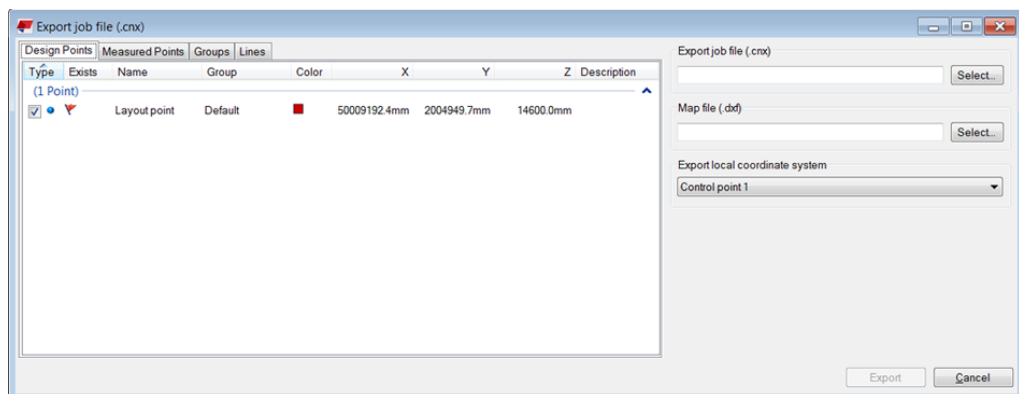 Export job file (.cnx)
Design Points Measured Points Groups Lines
Type Exists Name Group Color X Y Z Description
(1 Point)
Layout point Default 50009192.4mm 2004949.7mm 14600.0mm
Export job file (.cnx)
Select...
Map file (.dxf)
Select...
Export local coordinate system
Control point 1
Export Cancel